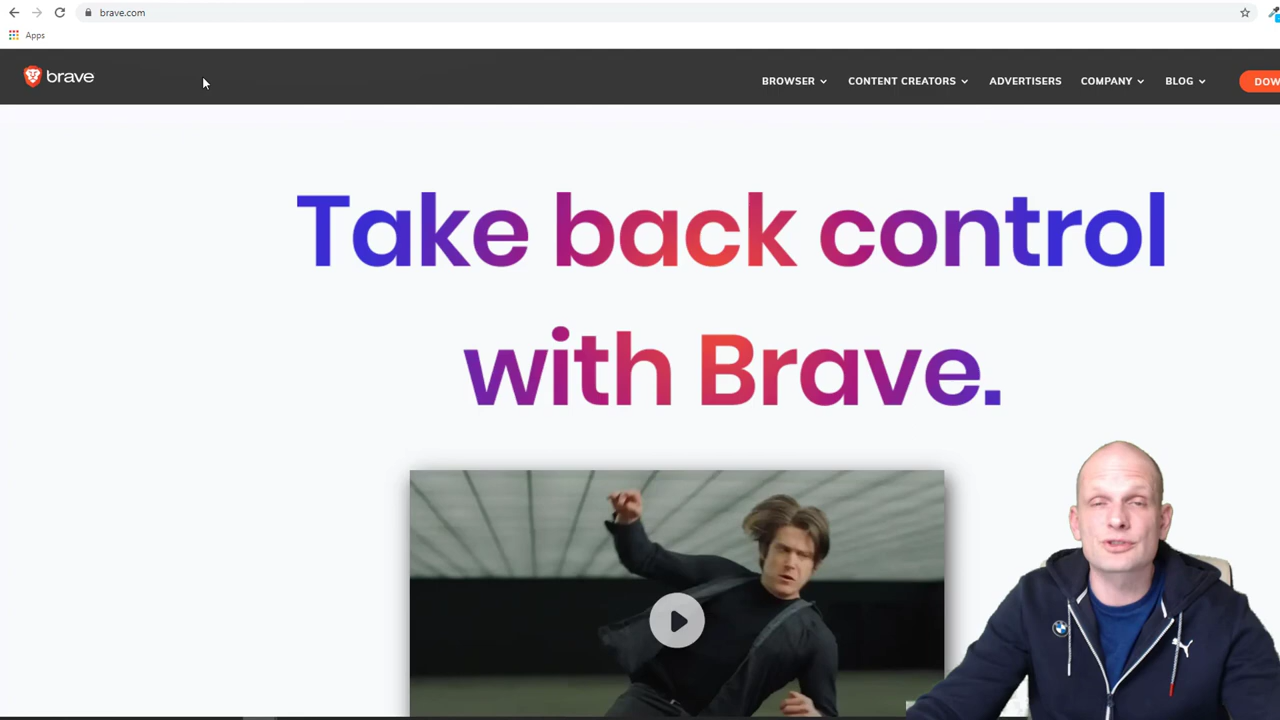 brave.com
Apps
brave
BROWSER
CONTENT CREATORS
ADVERTISERS
COMPANY
BLOG
DOW
Take back control
with Brave.